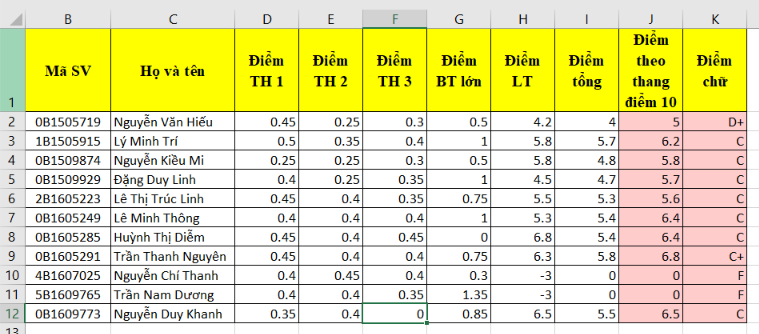 B C D E F G H I J K
1 Mã SV Họ và tên Điểm TH 1 Điểm TH 2 Điểm TH 3 Điểm BT lớn Điểm LT Điểm tổng Điểm theo thang điểm 10 Điểm chữ
2 0B1505719 Nguyễn Văn Hiếu 0.45 0.25 0.3 0.5 4.2 4 5 D+
3 1B1505915 Lý Minh Trí 0.5 0.35 0.4 1 5.8 5.7 6.2 C
4 0B1509874 Nguyễn Kiều Mi 0.25 0.25 0.3 0.5 5.8 4.8 5.8 C
5 0B1509929 Đặng Duy Linh 0.4 0.25 0.35 1 4.5 4.7 5.7 C
6 2B1605223 Lê Thị Trúc Linh 0.45 0.4 0.35 0.75 5.5 5.3 5.6 C
7 0B1605249 Lê Minh Thông 0.4 0.4 0.4 1 5.3 5.4 6.4 C
8 0B1605285 Huỳnh Thị Diễm 0.45 0.4 0.45 0 6.8 5.4 6.4 C
9 0B1605291 Trần Thanh Nguyên 0.45 0.4 0.4 0.75 6.3 5.8 6.8 C+
10 4B1607025 Nguyễn Chí Thanh 0.4 0.45 0.4 0.3 -3 0 0 F
11 5B1609765 Trần Nam Dương 0.4 0.4 0.35 1.35 -3 0 0 F
12 0B1609773 Nguyễn Duy Khanh 0.35 0.4 0 0.85 6.5 5.5 6.5 C
13